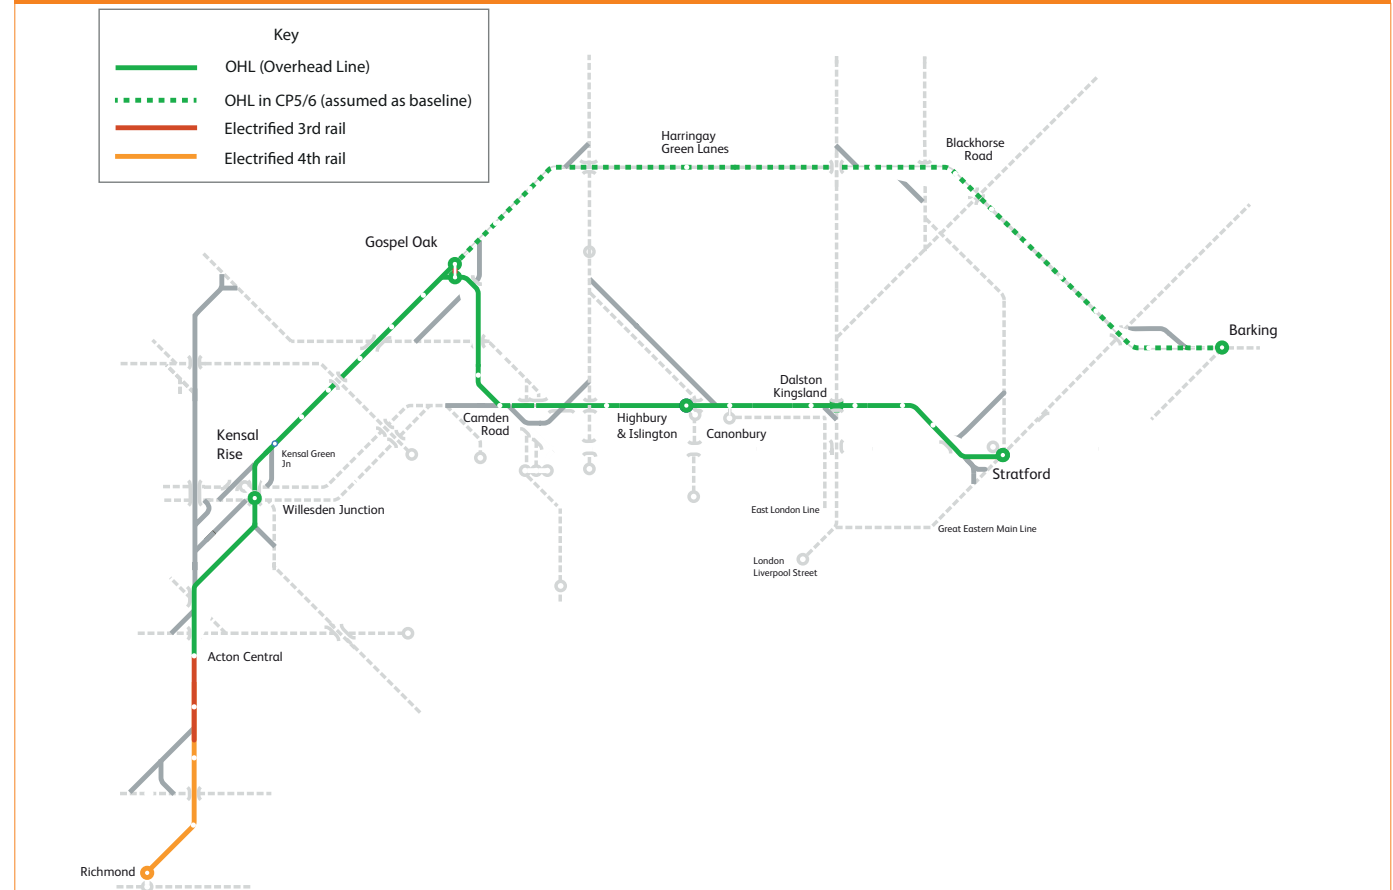 Key
OHL (Overhead Line)
OHL in CP5/6 (assumed as baseline)
Electrified 3rd rail
Electrified 4th rail
Harringay
Green Lanes
Blackhorse
Road
Gospel Oak
Barking
Dalston
Kingsland
Camden
Road
Highbury
& Islington
Canonbury
Kensal
Rise
Kensal Green
Jn
Stratford
Willesden Junction
East London Line
Great Eastern Main Line
London
Liverpool Street
Acton Central
Richmond